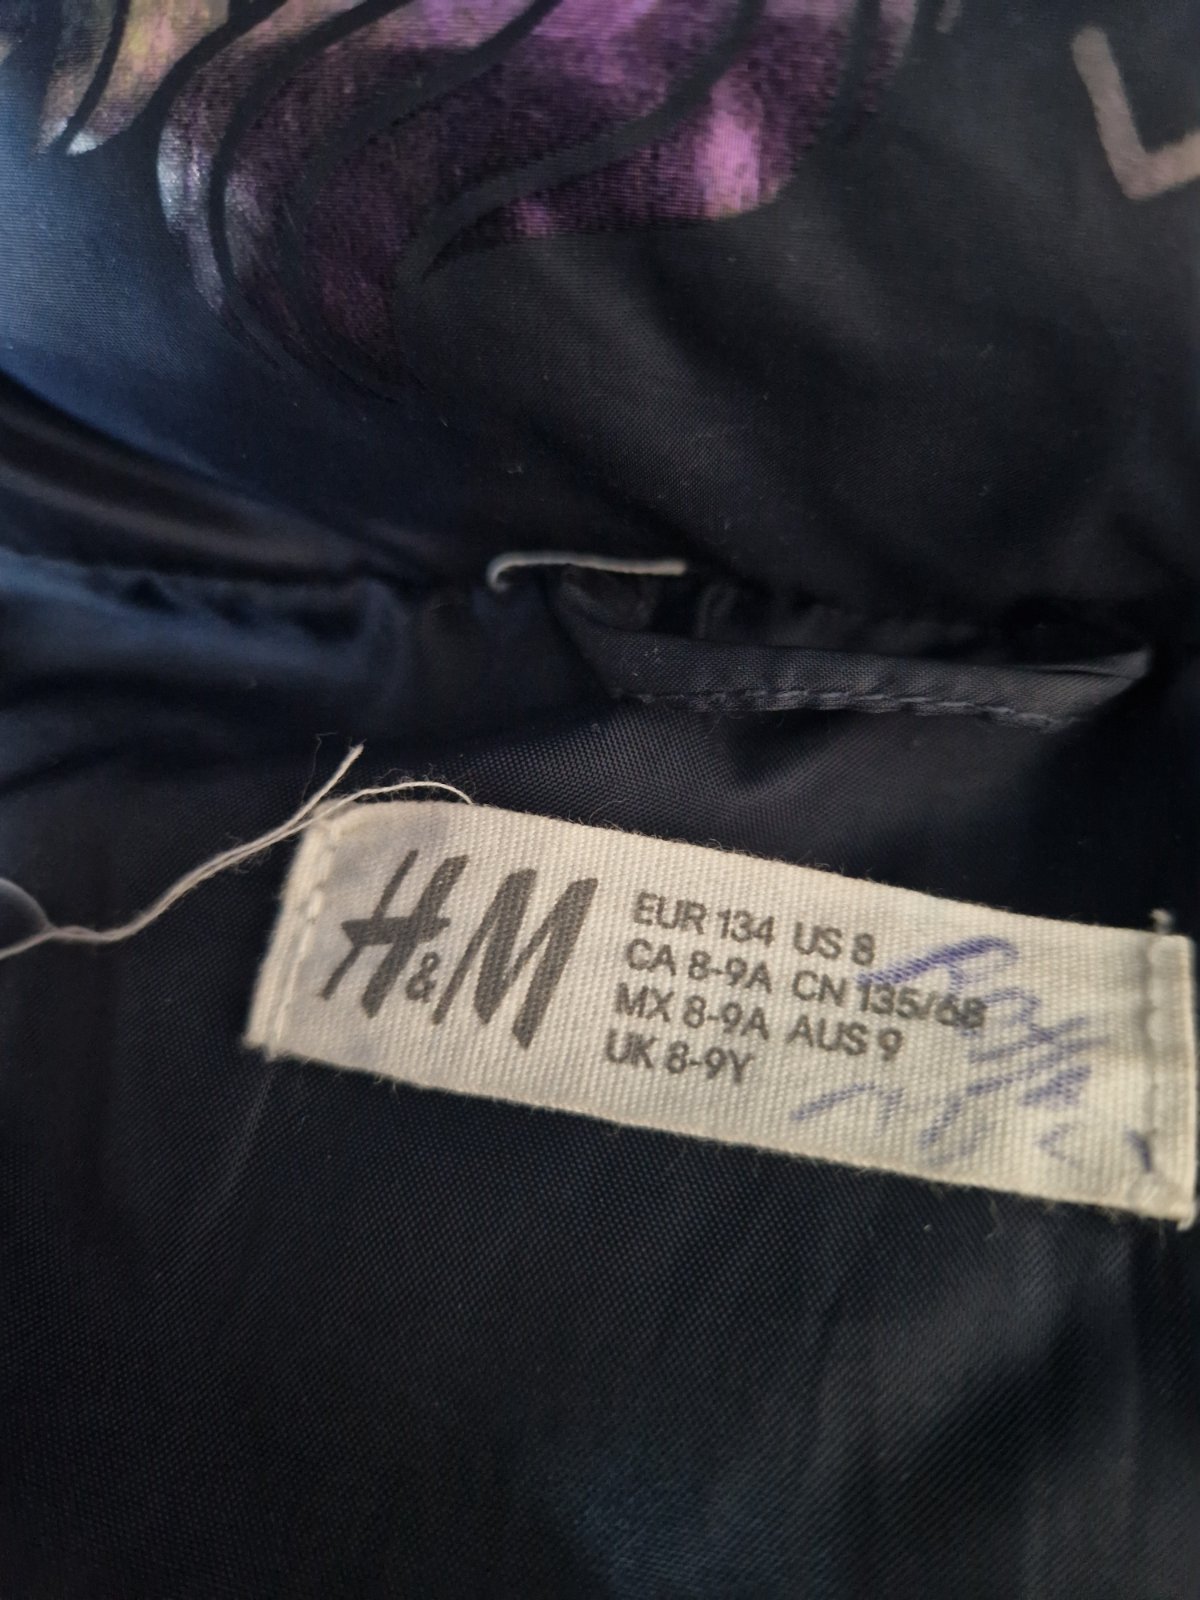 H&M
EUR 134 US 8
CA 8-9A CN 135/68
MX 8-9A AUS 9
UK 8-9Y